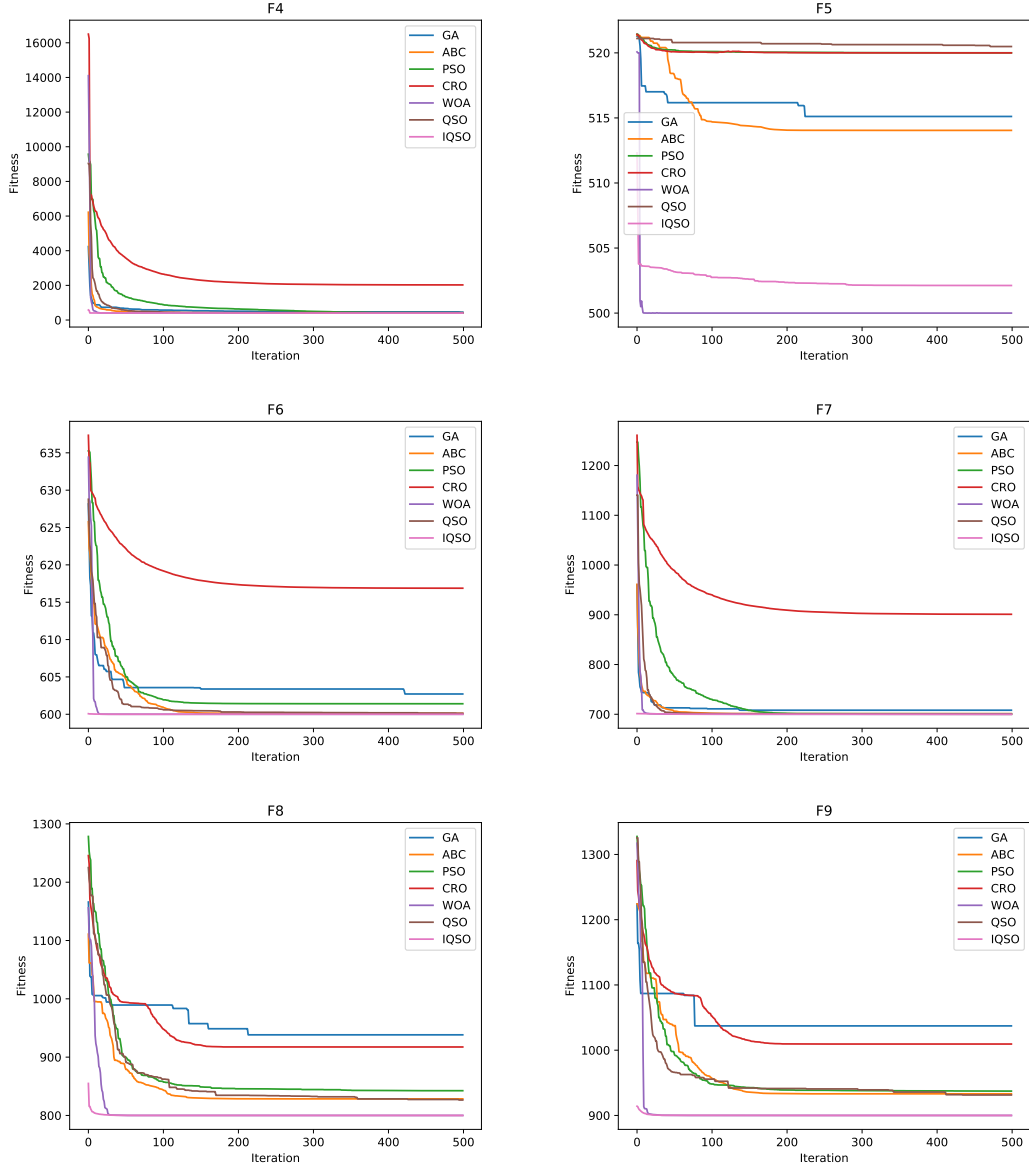 F4
16000
14000
12000
10000
8000
6000
4000
2000
0
Fitness
0 100 200 300 400 500
Iteration
GA
ABC
PSO
CRO
WOA
QSO
IQSO
F5
520
515
510
505
500
Fitness
0 100 200 300 400 500
Iteration
GA
ABC
PSO
CRO
WOA
QSO
IQSO
F6
635
630
625
620
615
610
605
600
Fitness
0 100 200 300 400 500
Iteration
GA
ABC
PSO
CRO
WOA
QSO
IQSO
F7
1200
1100
1000
900
800
700
Fitness
0 100 200 300 400 500
Iteration
GA
ABC
PSO
CRO
WOA
QSO
IQSO
F8
1300
1200
1100
1000
900
800
Fitness
0 100 200 300 400 500
Iteration
GA
ABC
PSO
CRO
WOA
QSO
IQSO
F9
1300
1200
1100
1000
900
Fitness
0 100 200 300 400 500
Iteration
GA
ABC
PSO
CRO
WOA
QSO
IQSO